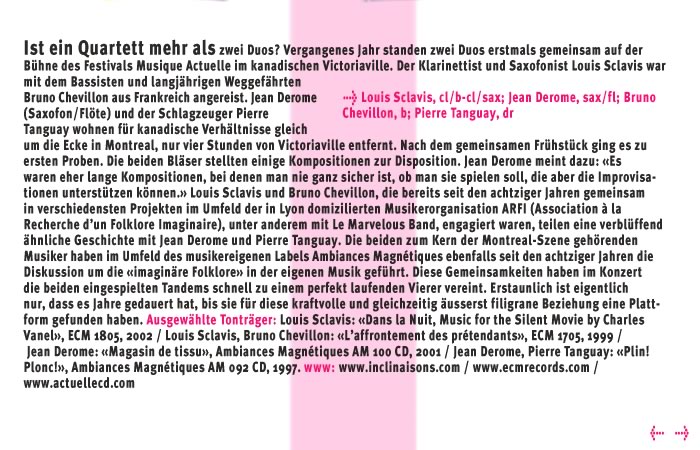 Ist ein Quartett mehr als zwei Duos? Vergangenes Jahr standen zwei Duos erstmals gemeinsam auf der
Bühne des Festivals Musique Actuelle im kanadischen Victoriaville. Der Klarinettist und Saxofonist Louis Sclavis war
mit dem Bassisten und langjährigen Weggefährten
Bruno Chevillon aus Frankreich angereist. Jean Derome
(Saxofon/Flöte) und der Schlagzeuger Pierre
Tanguay wohnen für kanadische Verhältnisse gleich
Louis Sclavis, cl/b-cl/sax; Jean Derome, sax/fl; Bruno
Chevillon, b; Pierre Tanguay, dr
um die Ecke in Montreal, nur vier Stunden von Victoriaville entfernt. Nach dem gemeinsamen Frühstück ging es zu
ersten Proben. Die beiden Bläser stellten einige Kompositionen zur Disposition. Jean Derome meint dazu: «Es
waren eher lange Kompositionen, bei denen man nie ganz sicher ist, ob man sie spielen soll, die aber die Improvisa-
tionen unterstützen können.» Louis Sclavis und Bruno Chevillon, die bereits seit den achtziger Jahren gemeinsam
in verschiedensten Projekten im Umfeld der in Lyon domizilierten Musikerorganisation ARFI (Association à la
Recherche d'un Folklore Imaginaire), unter anderem mit Le Marvelous Band, engagiert waren, teilen eine verblüffend
ähnliche Geschichte mit Jean Derome und Pierre Tanguay. Die beiden zum Kern der Montreal-Szene gehörenden
Musiker haben im Umfeld des musikereigenen Labels Ambiances Magnétiques ebenfalls seit den achtziger Jahren die
Diskussion um die «imaginäre Folklore» in der eigenen Musik geführt. Diese Gemeinsamkeiten haben im Konzert
die beiden eingespielten Tandems schnell zu einem perfekt laufenden Vierer vereint. Erstaunlich ist eigentlich
nur, dass es Jahre gedauert hat, bis sie für diese kraftvolle und gleichzeitig äusserst filigrane Beziehung eine Platt-
form gefunden haben. Ausgewählte Tonträger: Louis Sclavis: «Dans la Nuit, Music for the Silent Movie by Charles
Vanel», ECM 1805, 2002 / Louis Sclavis, Bruno Chevillon: «L'affrontement des prétendants», ECM 1705, 1999 /
Jean Derome: «Magasin de tissu», Ambiances Magnétiques AM 100 CD, 2001 / Jean Derome, Pierre Tanguay: «Plin!
Plonc!», Ambiances Magnétiques AM 092 CD, 1997. www: www.inclinaisons.com / www.ecmrecords.com /
www.actuellecd.com